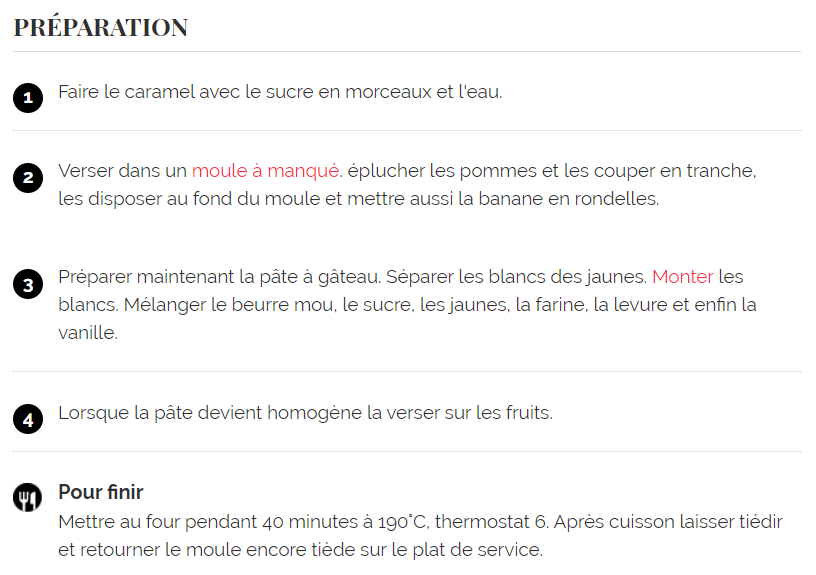 PRÉPARATION
1 Faire le caramel avec le sucre en morceaux et l'eau.
2 Verser dans un moule à manqué. éplucher les pommes et les couper en tranche,
les disposer au fond du moule et mettre aussi la banane en rondelles.
3 Préparer maintenant la pâte à gâteau. Séparer les blancs des jaunes. Monter les
blancs. Mélanger le beurre mou, le sucre, les jaunes, la farine, la levure et enfin la
vanille.
4 Lorsque la pâte devient homogène la verser sur les fruits.
Pour finir
Mettre au four pendant 40 minutes à 190°C, thermostat 6. Après cuisson laisser tiédir
et retourner le moule encore tiède sur le plat de service.